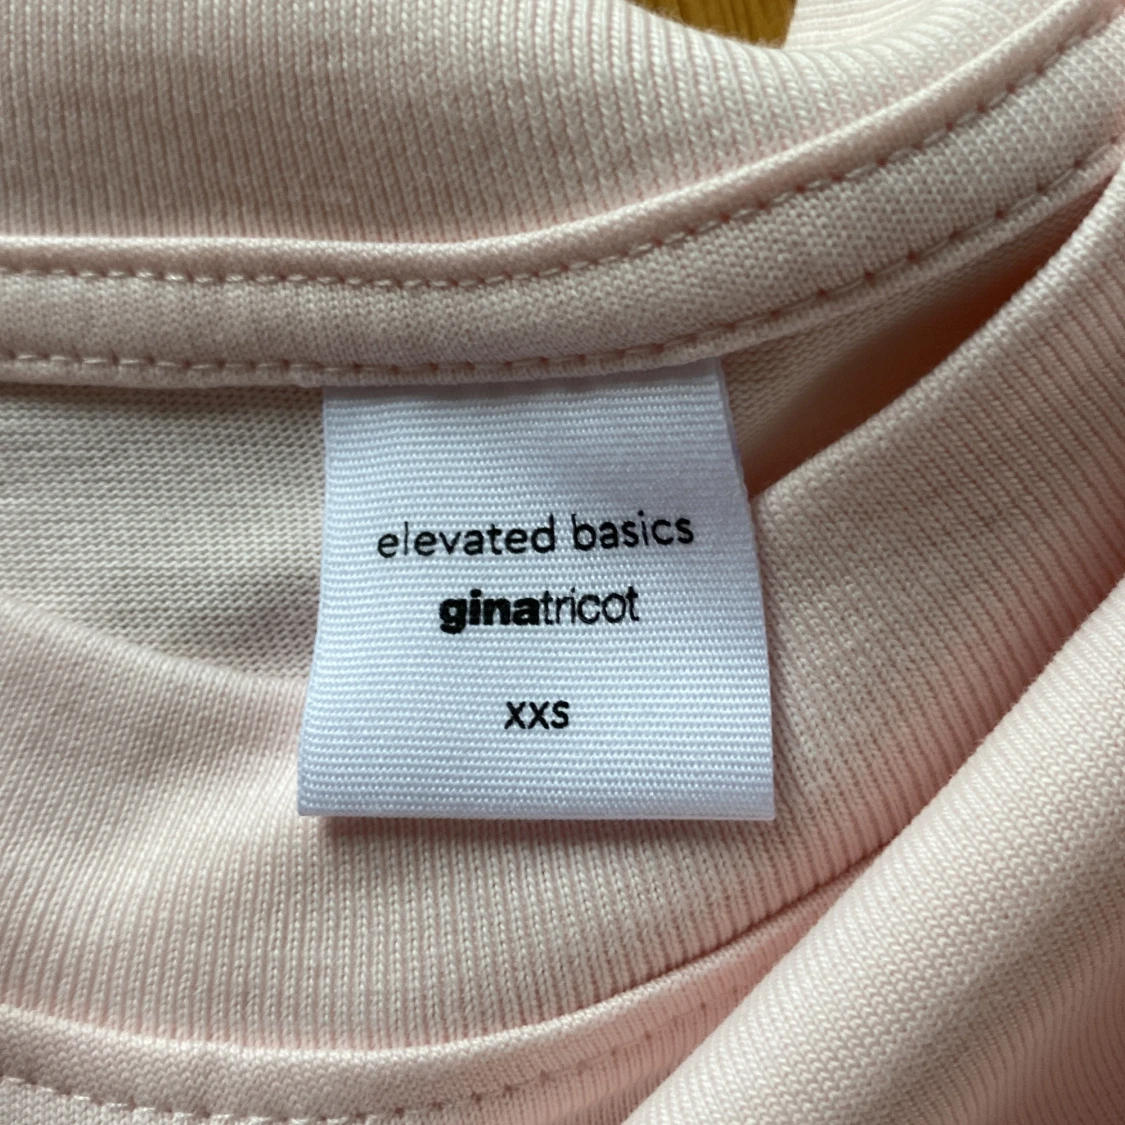 elevated basics
ginatricot
xxs